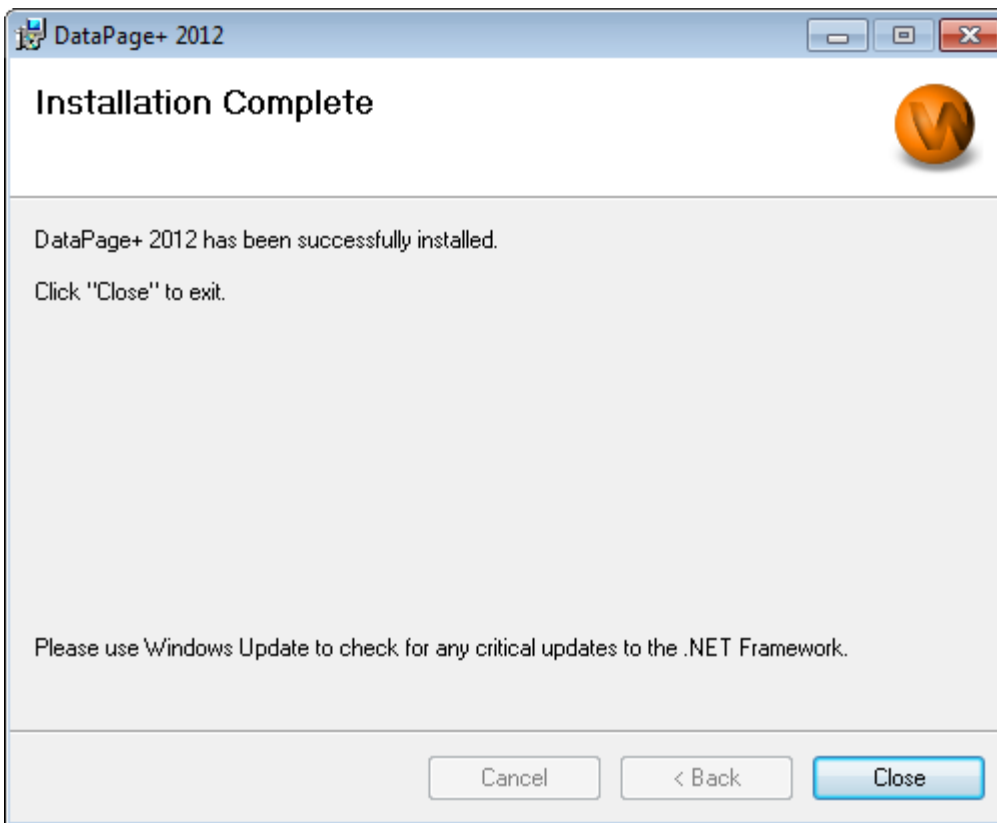 DataPage+ 2012
Installation Complete
W
DataPage+ 2012 has been successfully installed.
Click "Close" to exit.
Please use Windows Update to check for any critical updates to the .NET Framework.
Cancel
< Back
Close